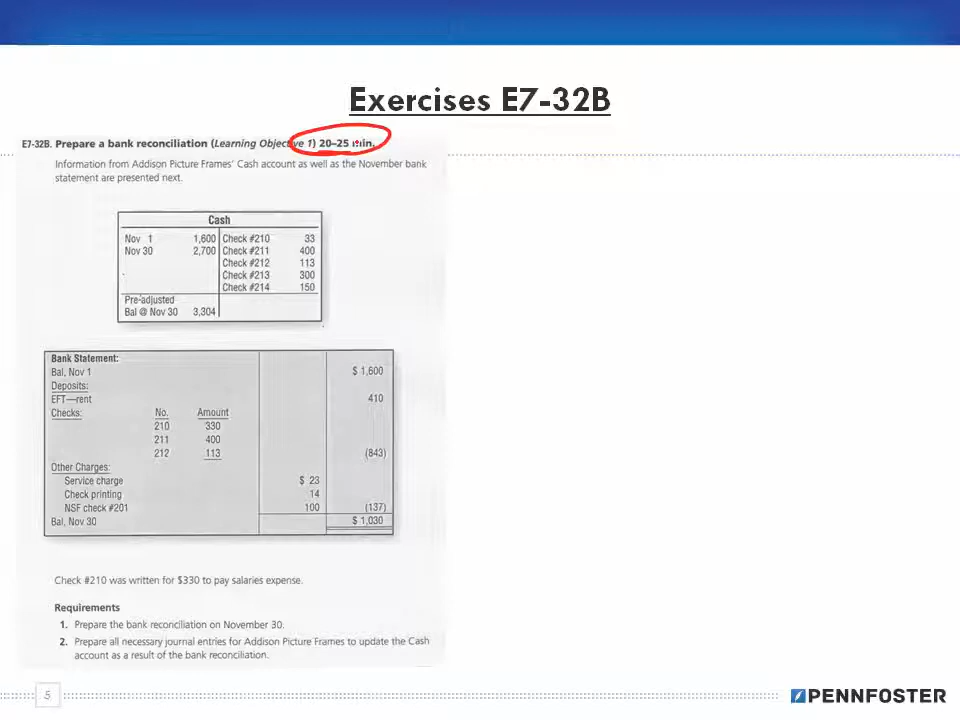 Exercises E7-32B
E7-32B. Prepare a bank reconciliation (Learning Objective 1) 20–25 min.
Information from Addison Picture Frames' Cash account as well as the November bank
statement are presented next.
Cash
Nov 1 1,600 Check #210 33
Nov 30 2,700 Check #211 400
Check #212 113
Check #213 300
Check #214 150
Pre-adjusted
Bal @ Nov 30 3,304
Bank Statement:
Bal, Nov 1 $ 1,600
Deposits:
EFT—rent 410
Checks: No. Amount
210 330
211 400
212 113 (843)
Other Charges:
Service charge $ 23
Check printing 14
NSF check #201 100 (137)
Bal, Nov 30 $ 1,030
Check #210 was written for $330 to pay salaries expense.
Requirements
1. Prepare the bank reconciliation on November 30.
2. Prepare all necessary journal entries for Addison Picture Frames to update the Cash
account as a result of the bank reconciliation.
5
PENNFOSTER